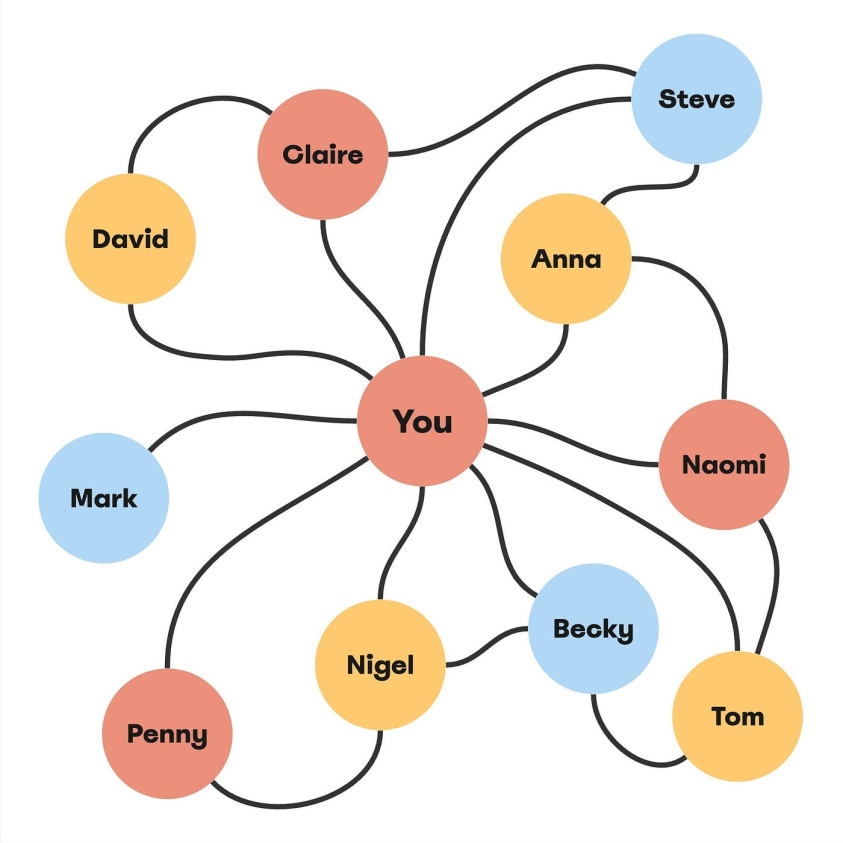 Steve
Claire
David
Anna
You
Naomi
Mark
Becky
Nigel
Tom
Penny